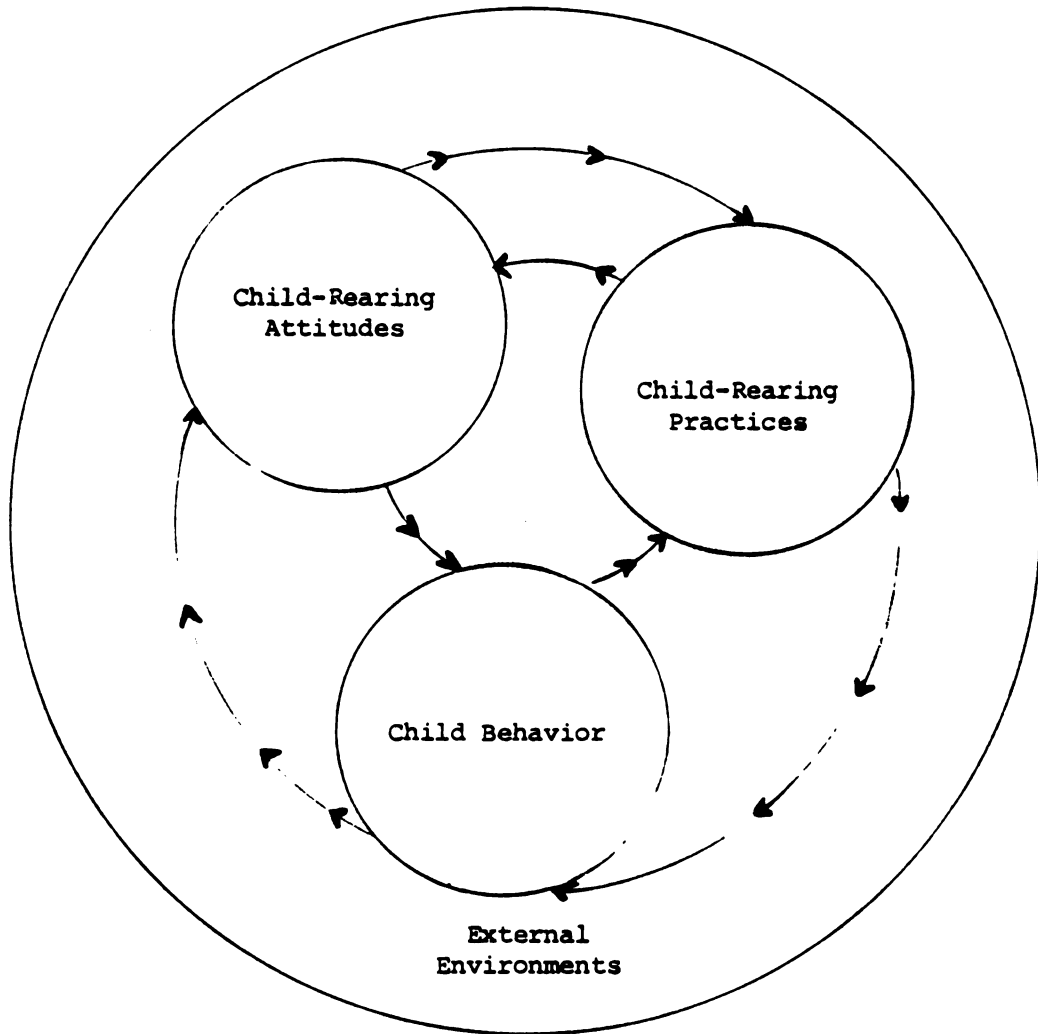 Child-Rearing
Attitudes
Child-Rearing
Practices
Child Behavior
External
Environments